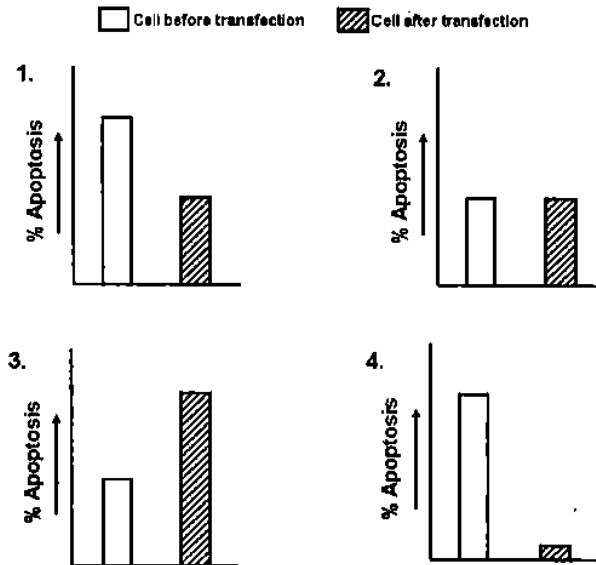 Cell before transfection Cell after transfection
1. 2.
% Apoptosis % Apoptosis
3. 4.
% Apoptosis % Apoptosis